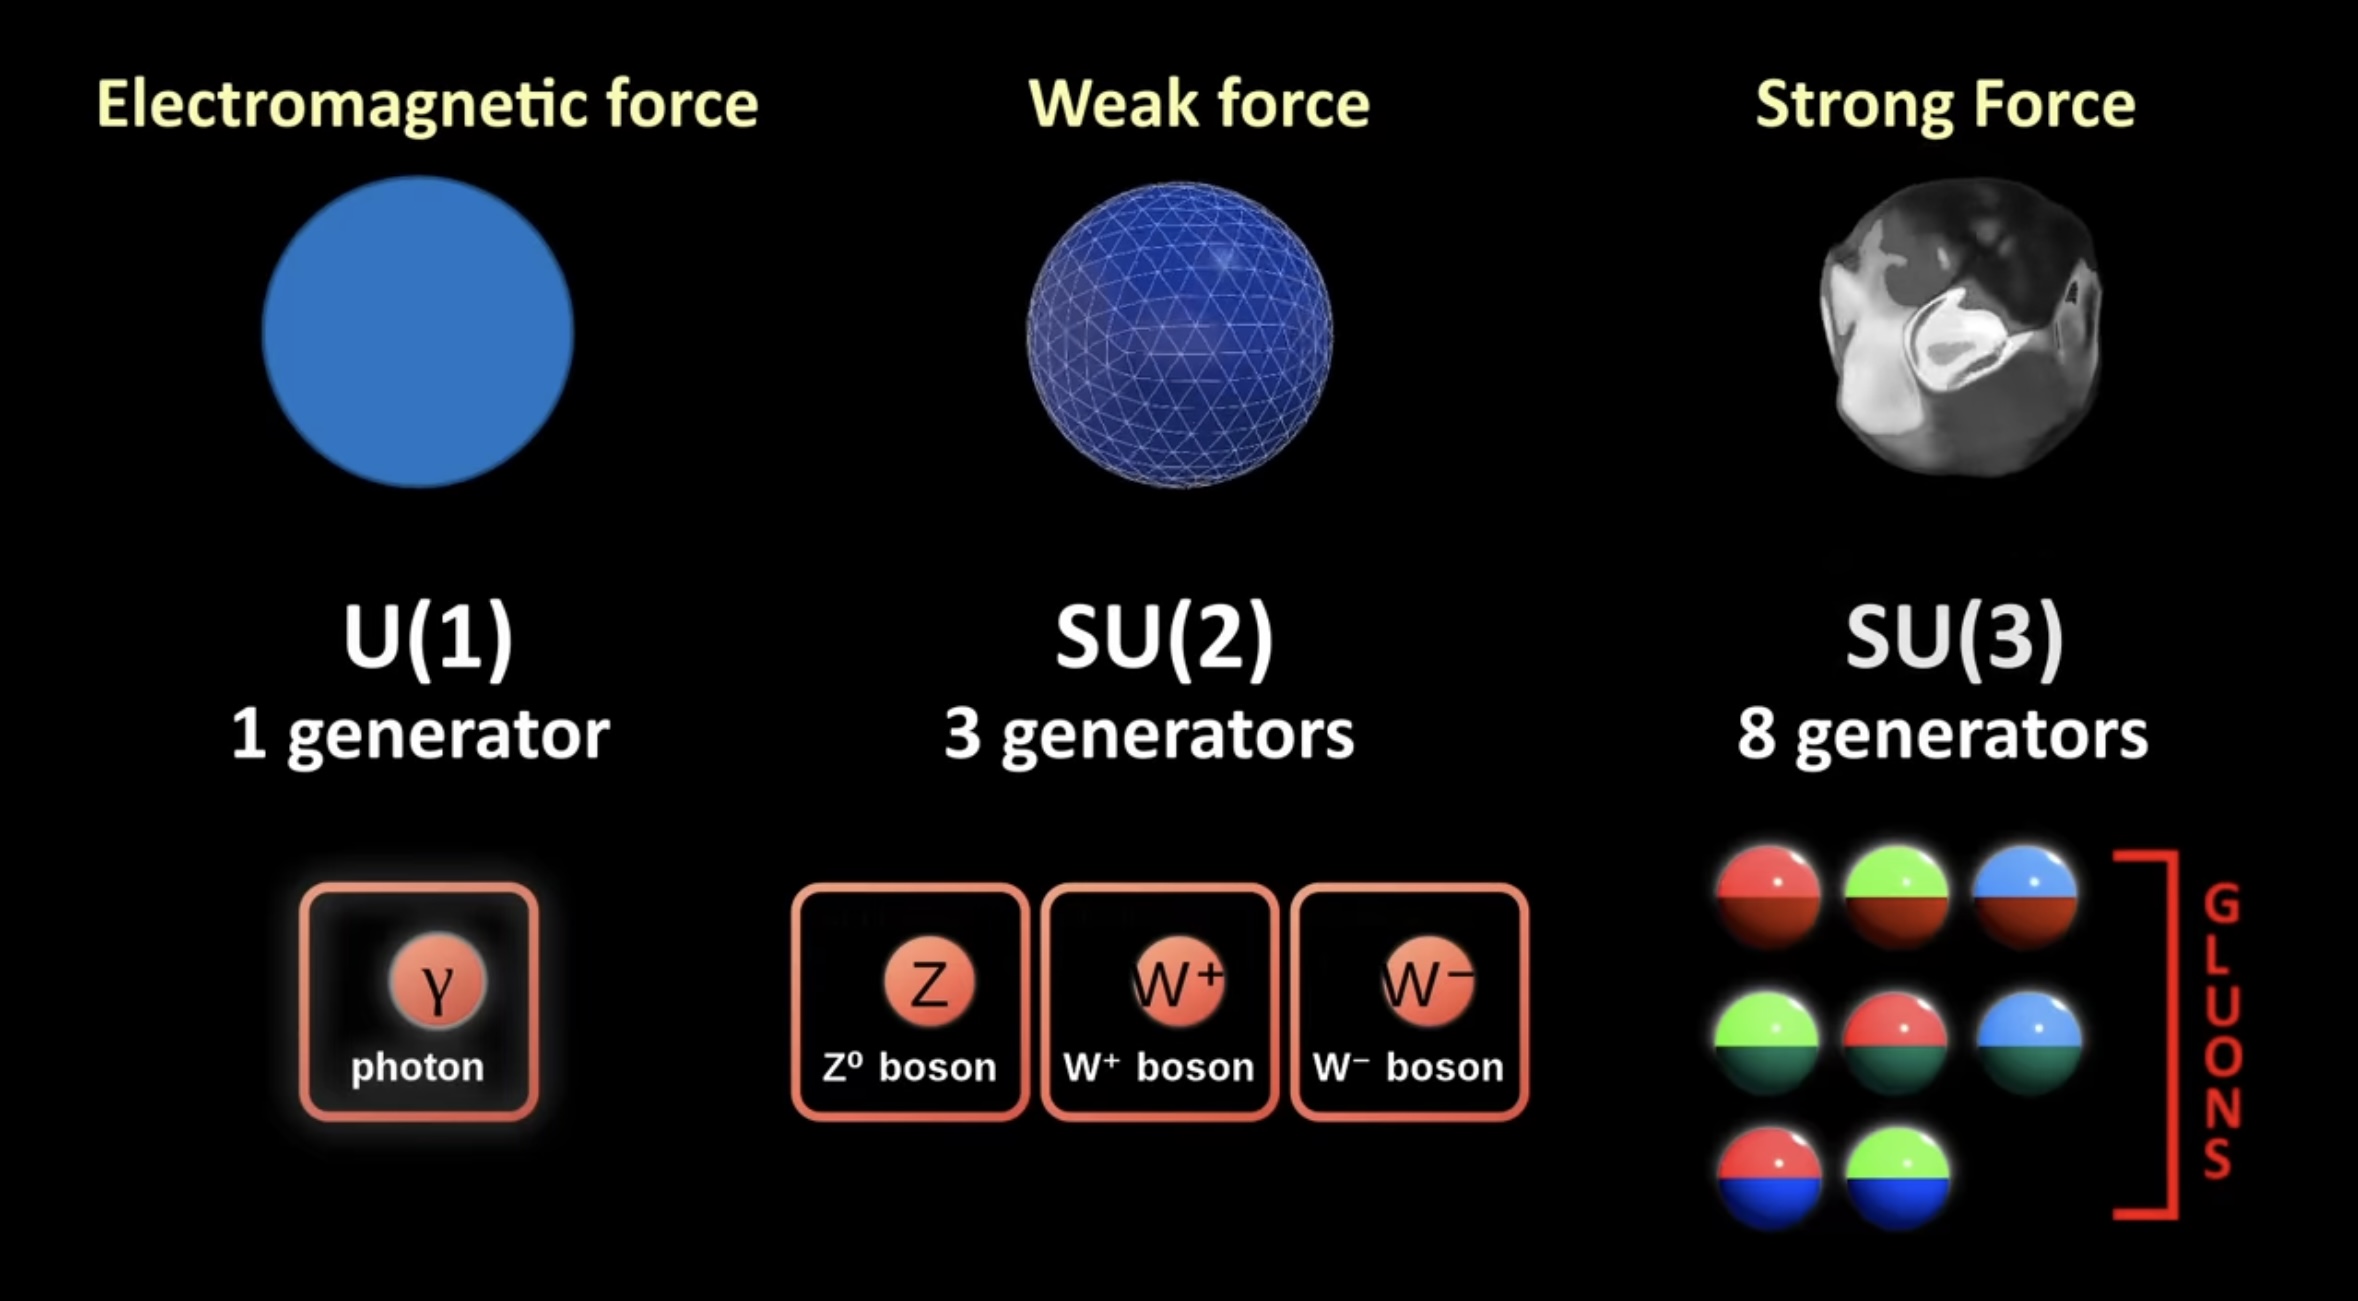 Electromagnetic force
Weak force
Strong Force
U(1)
1 generator
SU(2)
3 generators
SU(3)
8 generators
γ
photon
Z
Z⁰ boson
W⁺
W⁺ boson
W⁻
W⁻ boson
GLUONS